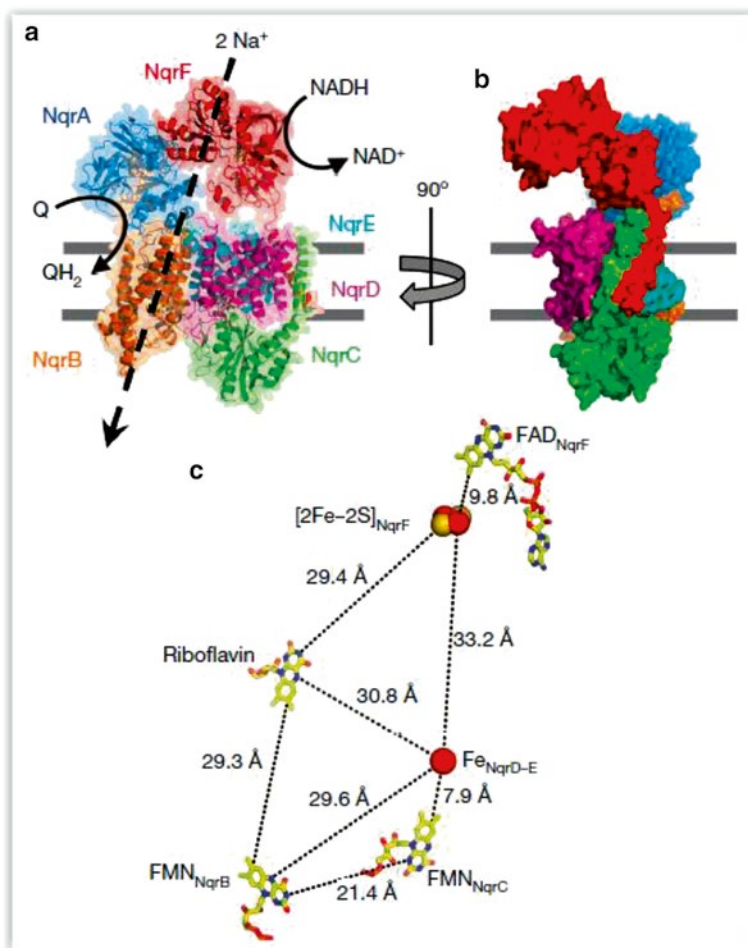 a
2 Na⁺
NqrF
NADH
NqrA
NAD⁺
Q
QH₂
NqrE
NqrD
NqrB
NqrC
90°
b
c
FAD_NqrF
9.8 Å
[2Fe–2S]_NqrF
29.4 Å
33.2 Å
Riboflavin
30.8 Å
29.3 Å
Fe_NqrD–E
29.6 Å
7.9 Å
FMN_NqrB
21.4 Å
FMN_NqrC